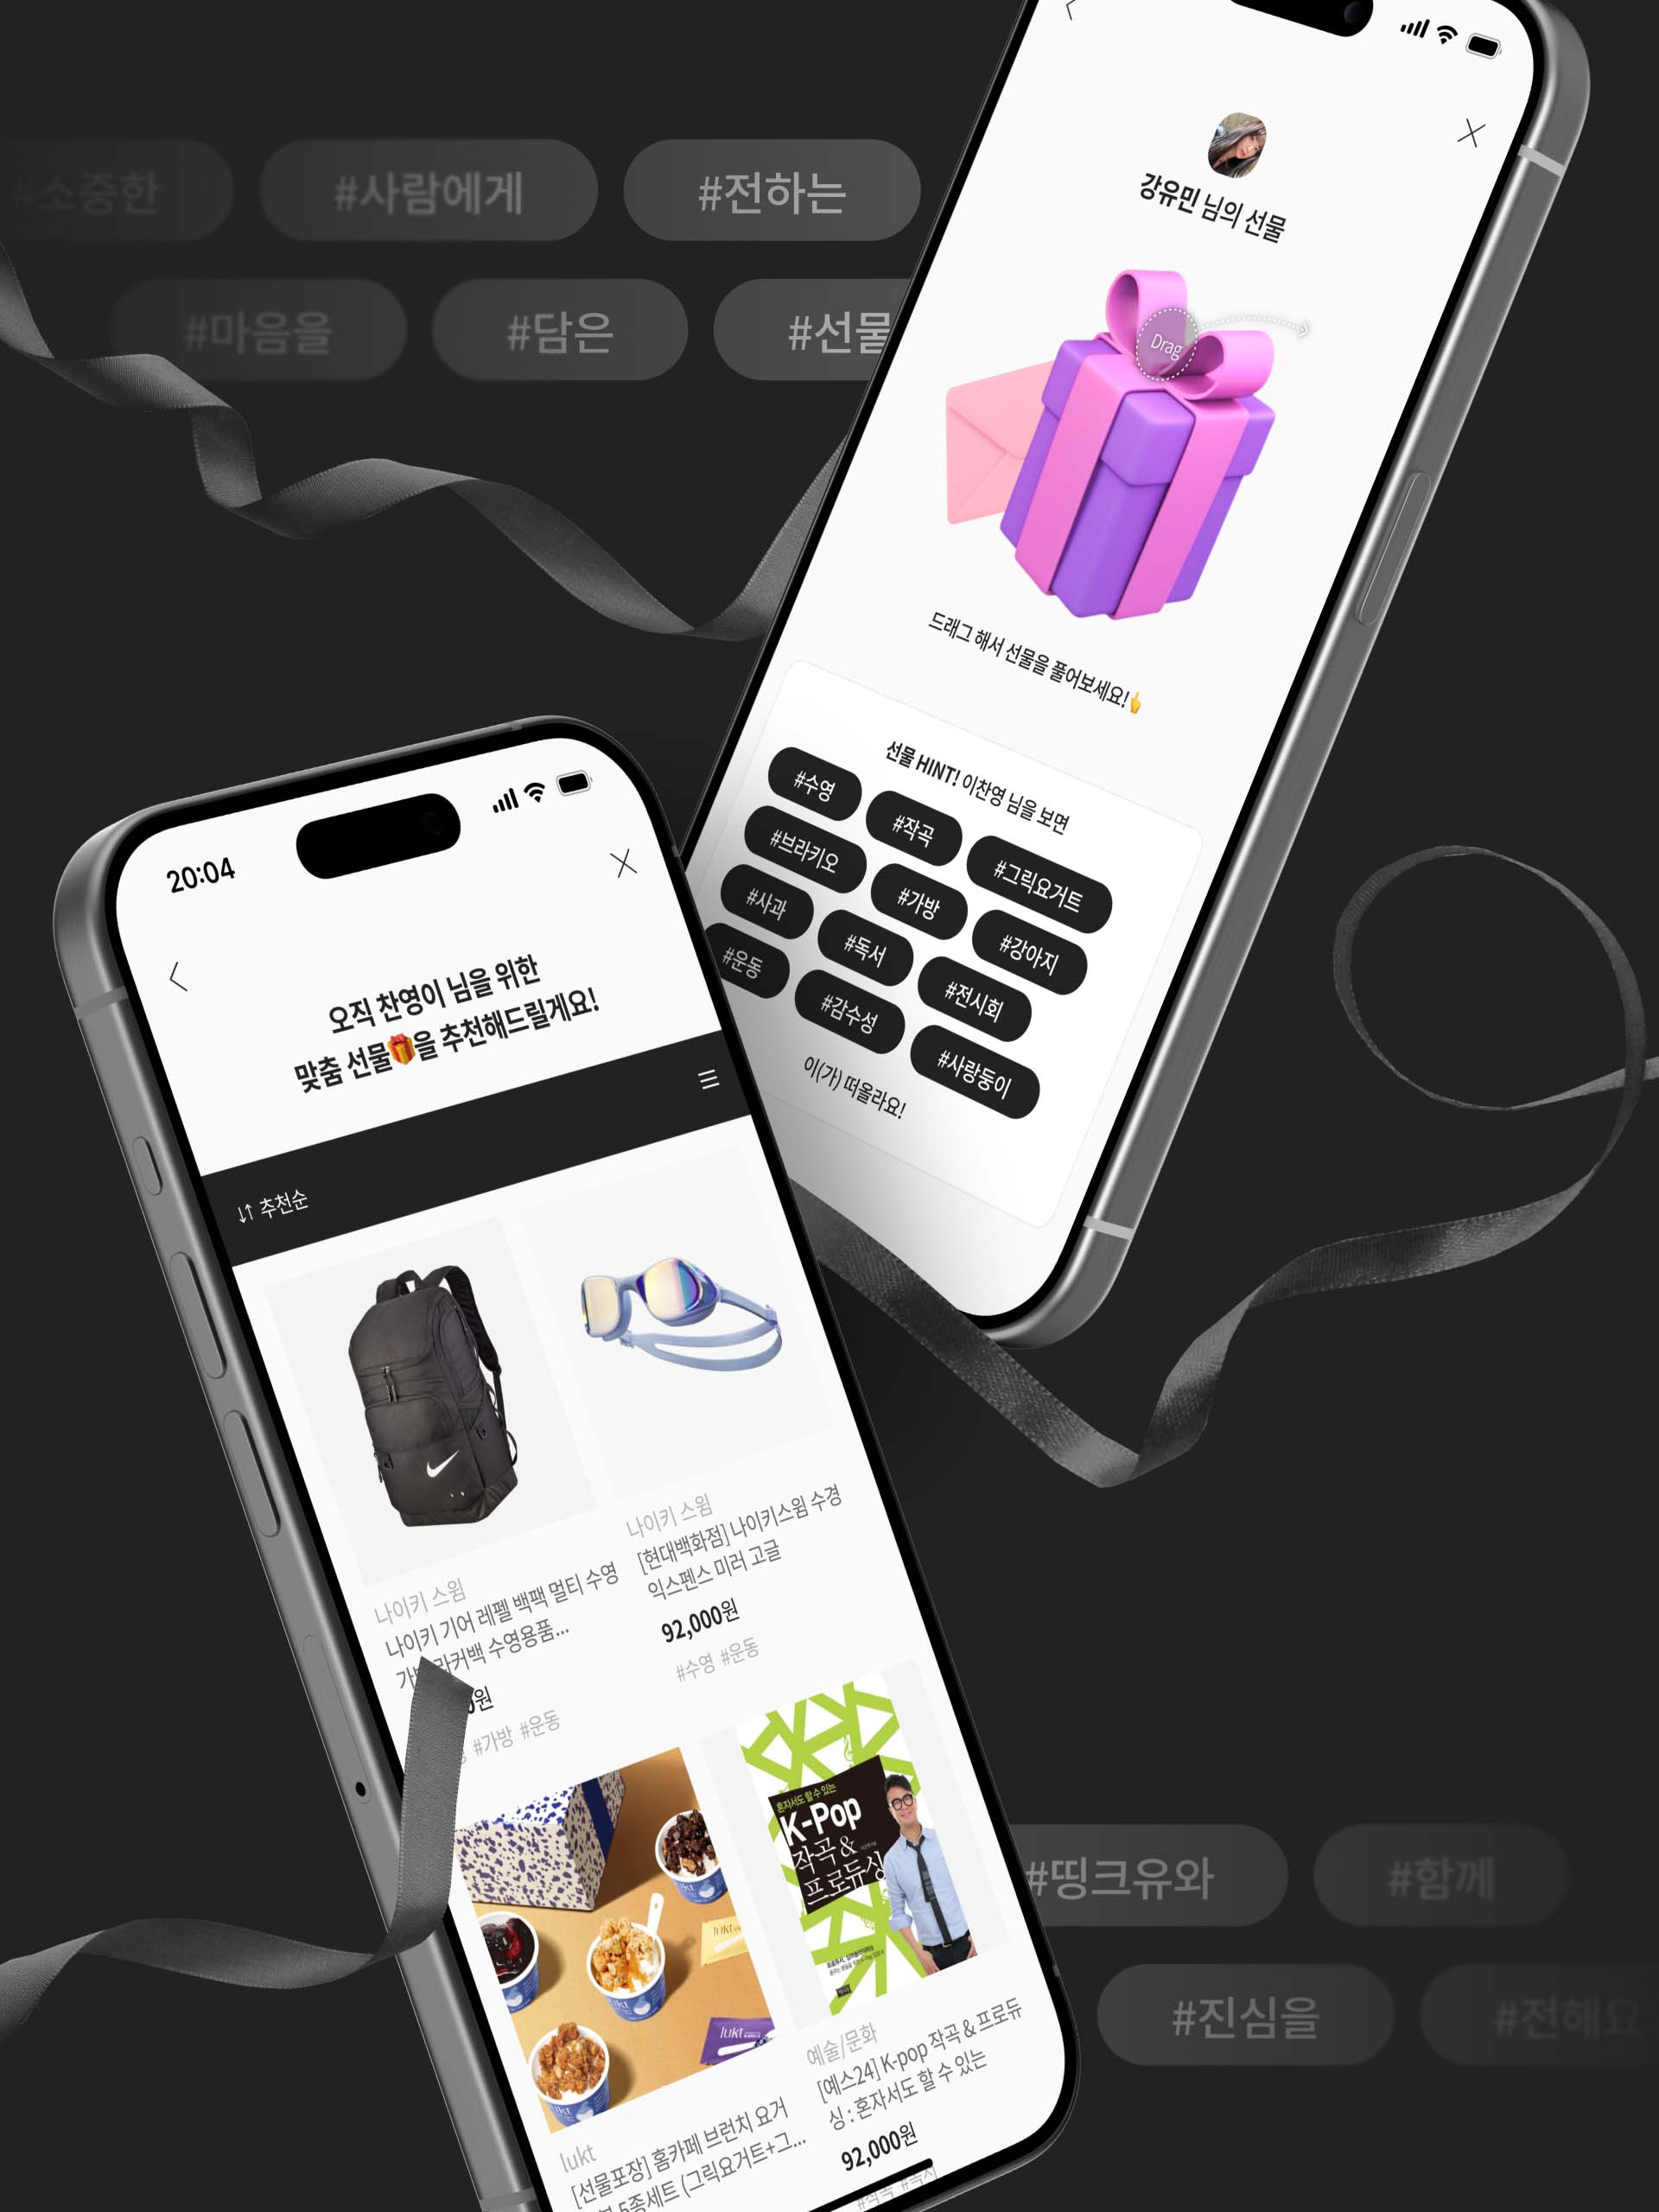 #소중한 #사람에게 #전하는
#마음을 #담은 #선물
강유민 님의 선물
Drag
드래그 해서 선물을 풀어보세요!👆
선물 HINT! 이찬영 님을 보면
#수영 #작곡 #그릭요거트
#브라키오 #가방 #강아지
#사과 #독서 #전시회
#운동 #감수성 #사랑둥이
이(가) 떠올라요!
20:04
오직 찬영이 님을 위한
맞춤 선물🎁을 추천해드릴게요!
↓↑ 추천순
나이키 스윔
나이키 기어 레펠 백팩 멀티 수영
라커백 수영용품...
원
#가방 #운동
나이키 스윔
[현대백화점] 나이키스윔 수경
익스펜스 미러 고글
92,000원
#수영 #운동
lukt
lukt
lukt
[선물포장] 홈카페 브런치 요거
5종세트 (그릭요거트+그...
혼자서도 할 수 있는
K-Pop
작곡 &
프로듀싱
예술/문화
[예스24] K-pop 작곡 & 프로듀
싱 : 혼자서도 할 수 있는
92,000원
#작곡 #독서
#띵크유와 #함께
#진심을 #전해요